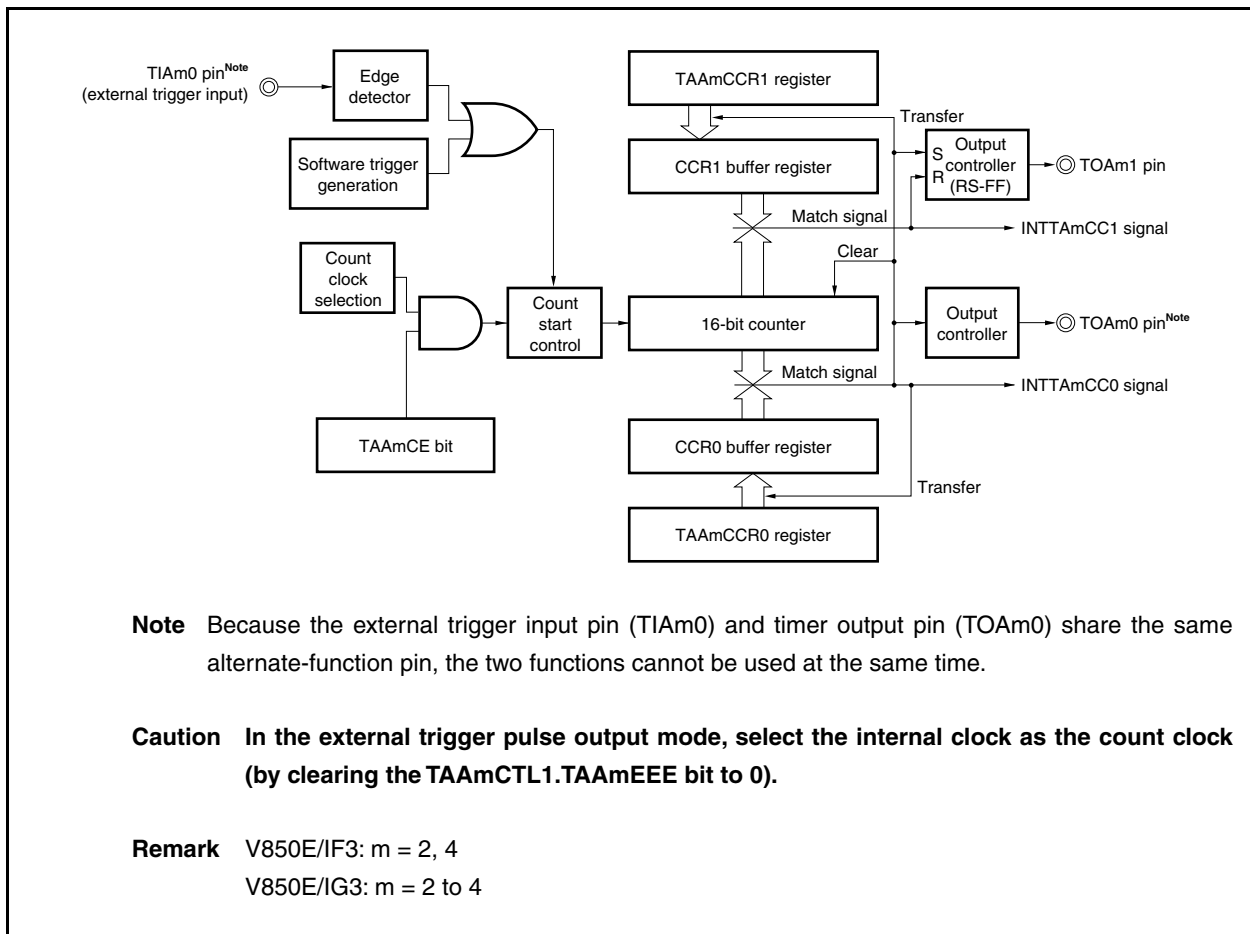 TIAm0 pinNote
(external trigger input)
Edge
detector
Software trigger
generation
Count
clock
selection
TAAmCE bit
Count
start
control
TAAmCCR1 register
Transfer
CCR1 buffer register
S
R
Output
controller
(RS-FF)
TOAm1 pin
Match signal
INTTAmCC1 signal
Clear
16-bit counter
Output
controller
TOAm0 pinNote
Match signal
INTTAmCC0 signal
CCR0 buffer register
Transfer
TAAmCCR0 register
Note Because the external trigger input pin (TIAm0) and timer output pin (TOAm0) share the same
alternate-function pin, the two functions cannot be used at the same time.
Caution In the external trigger pulse output mode, select the internal clock as the count clock
(by clearing the TAAmCTL1.TAAmEEE bit to 0).
Remark V850E/IF3: m = 2, 4
V850E/IG3: m = 2 to 4